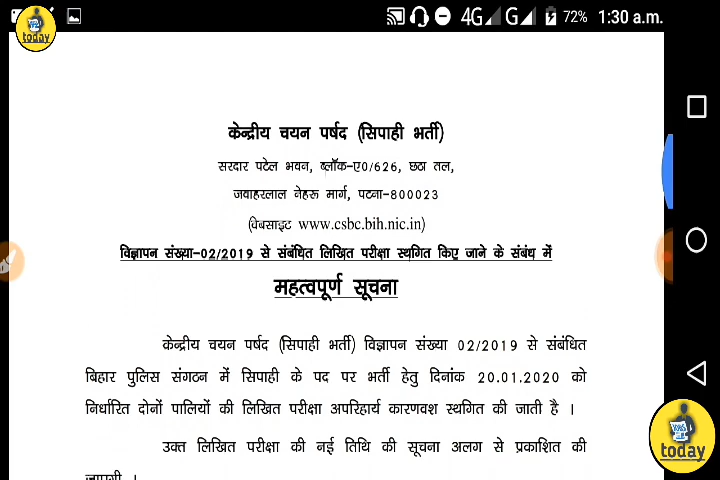 4G G 72% 1:30 a.m.
today
केन्द्रीय चयन पर्षद (सिपाही भर्ती)
सरदार पटेल भवन, ब्लॉक-ए0/626, छठा तल,
जवाहरलाल नेहरू मार्ग, पटना-800023
(वेबसाइट www.csbc.bih.nic.in)
विज्ञापन संख्या-02/2019 से संबंधित लिखित परीक्षा स्थगित किए जाने के संबंध में
महत्वपूर्ण सूचना
केन्द्रीय चयन पर्षद (सिपाही भर्ती) विज्ञापन संख्या 02/2019 से संबंधित
बिहार पुलिस संगठन में सिपाही के पद पर भर्ती हेतु दिनांक 20.01.2020 को
निर्धारित दोनों पालियों की लिखित परीक्षा अपरिहार्य कारणवश स्थगित की जाती है ।
उक्त लिखित परीक्षा की नई तिथि की सूचना अलग से प्रकाशित की
जाएगी ।
JOBS
today